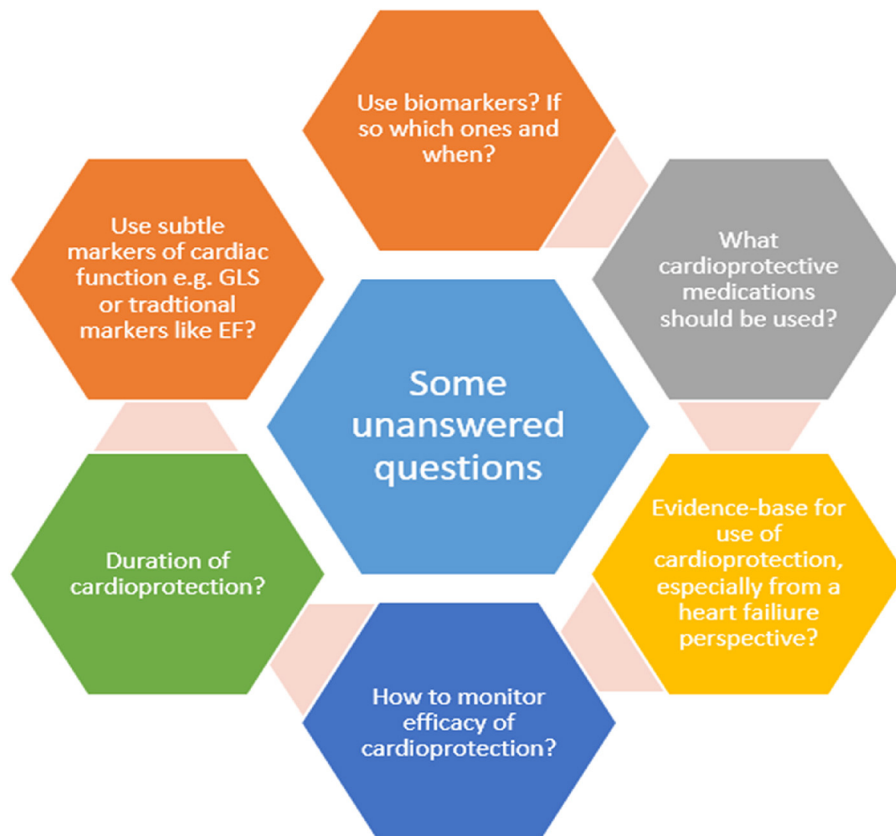 Use biomarkers? If
so which ones and
when?
What
cardioprotective
medications
should be used?
Evidence-base for
use of
cardioprotection,
especially from a
heart failiure
perspective?
How to monitor
efficacy of
cardioprotection?
Duration of
cardioprotection?
Use subtle
markers of cardiac
function e.g. GLS
or tradtional
markers like EF?
Some
unanswered
questions